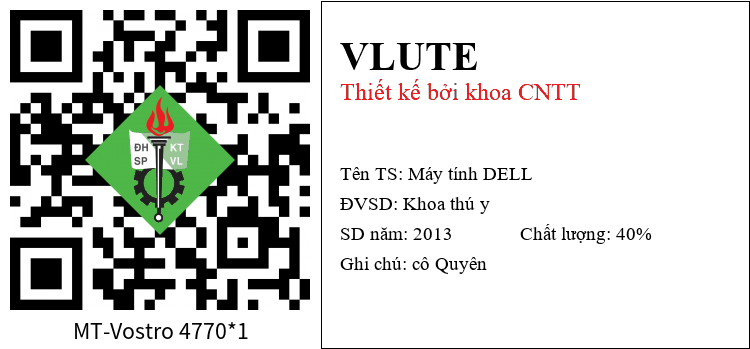 ĐH KT
SP VL
MT-Vostro 4770*1
VLUTE
Thiết kế bởi khoa CNTT
Tên TS: Máy tính DELL
ĐVSD: Khoa thú y
SD năm: 2013 Chất lượng: 40%
Ghi chú: cô Quyên